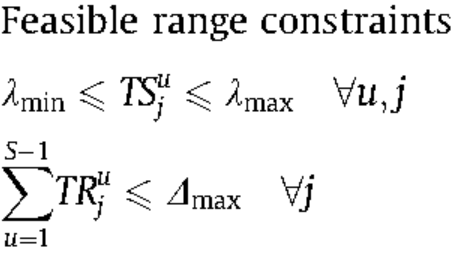 Feasible range constraints
λ_min ⩽ TS_j^u ⩽ λ_max ∀u, j
∑_{u=1}^{S−1} TR_j^u ⩽ Δ_max ∀j